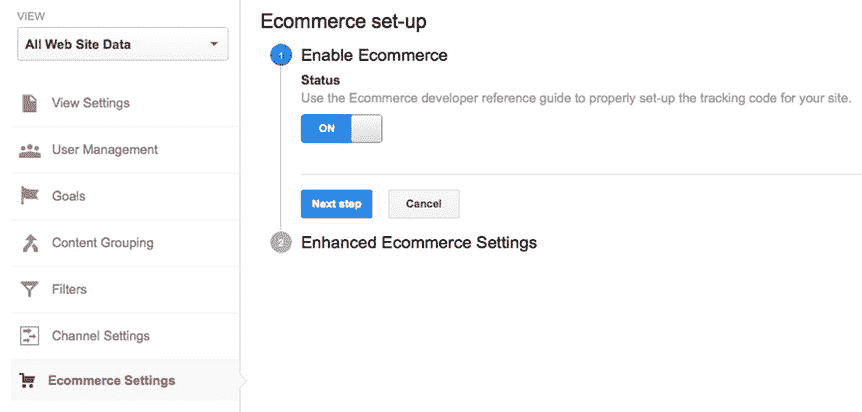 VIEW
All Web Site Data
View Settings
User Management
Goals
Content Grouping
Filters
Channel Settings
Ecommerce Settings
Ecommerce set-up
1 Enable Ecommerce
Status
Use the Ecommerce developer reference guide to properly set-up the tracking code for your site.
ON
Next step Cancel
2 Enhanced Ecommerce Settings